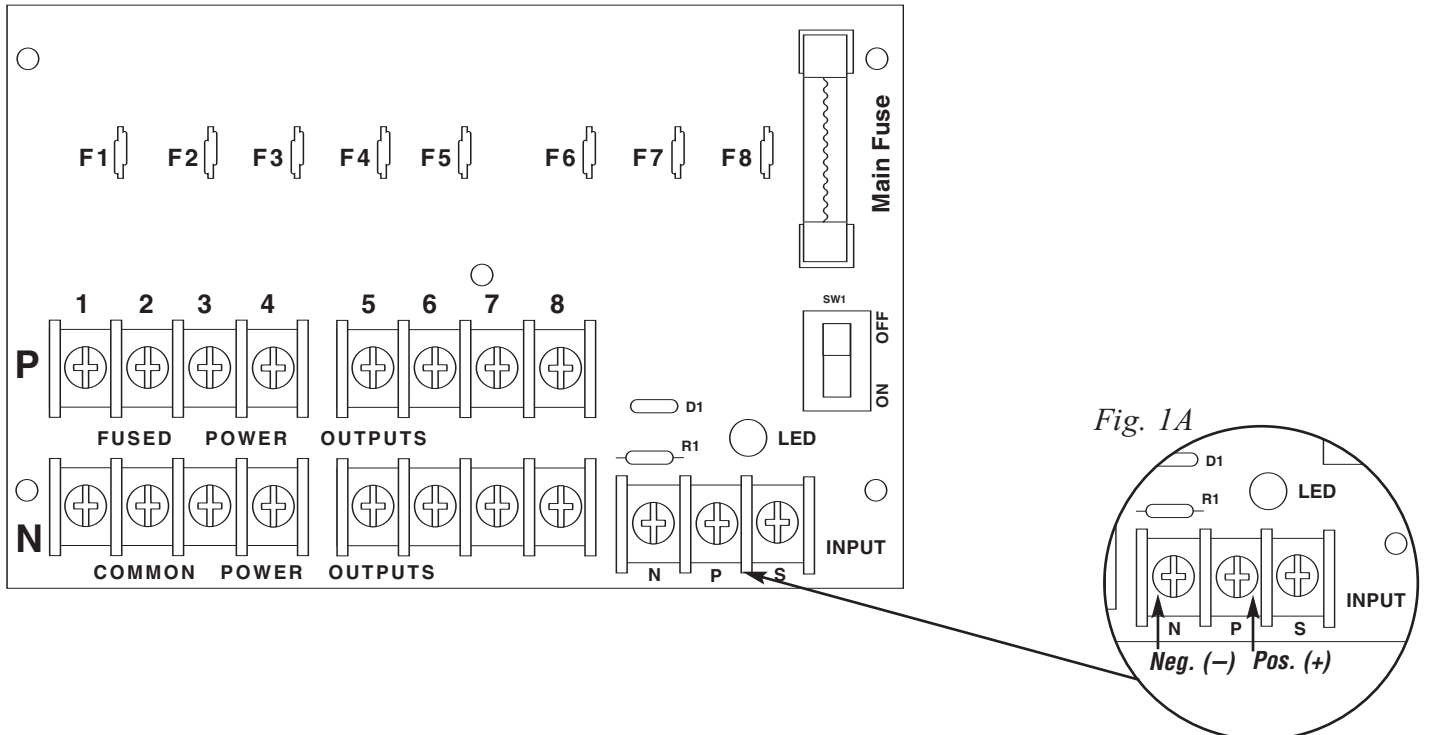 F1 F2 F3 F4 F5 F6 F7 F8
Main Fuse
1 2 3 4 5 6 7 8
SW1
OFF
ON
P
D1
FUSED POWER OUTPUTS
LED
R1
N
INPUT
COMMON POWER OUTPUTS
N P S
Fig. 1A
D1
LED
R1
INPUT
N P S
Neg. (–) Pos. (+)